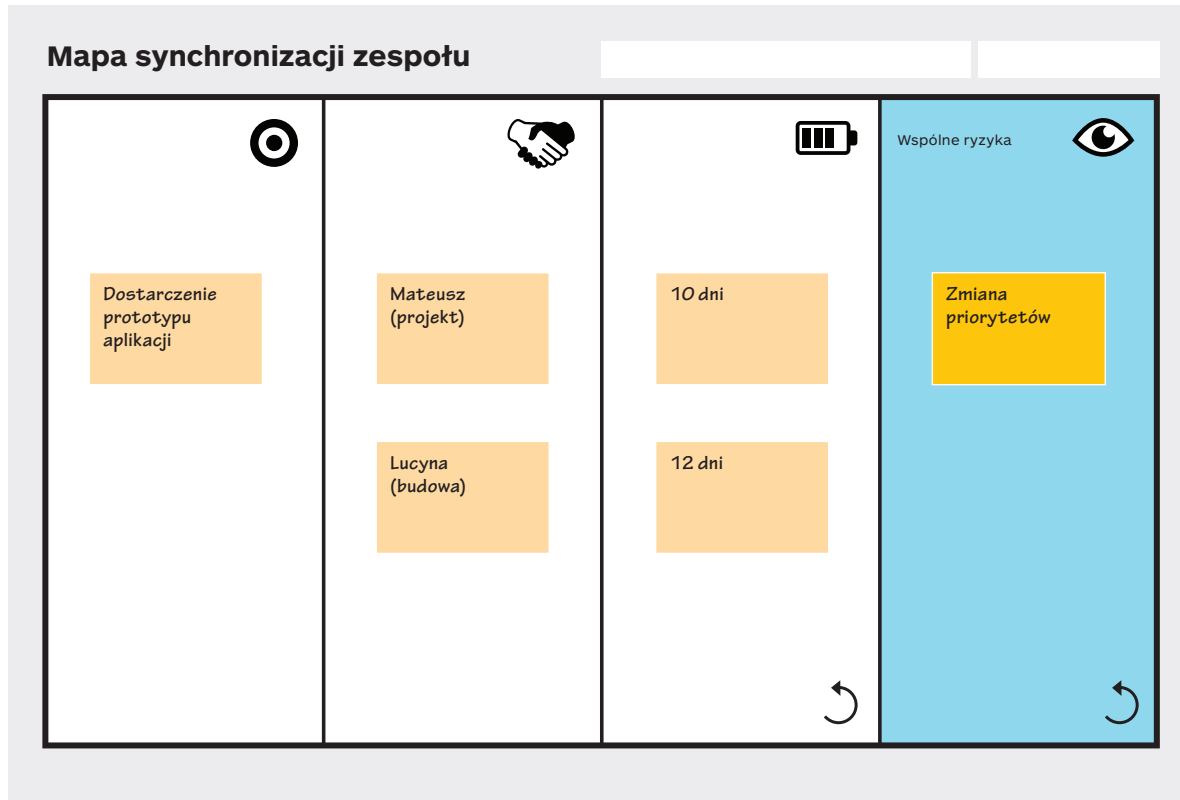 Mapa synchronizacji zespołu
Wspólne ryzyka
Dostarczenie
prototypu
aplikacji
Mateusz
(projekt)
10 dni
Zmiana
priorytetów
Lucyna
(budowa)
12 dni